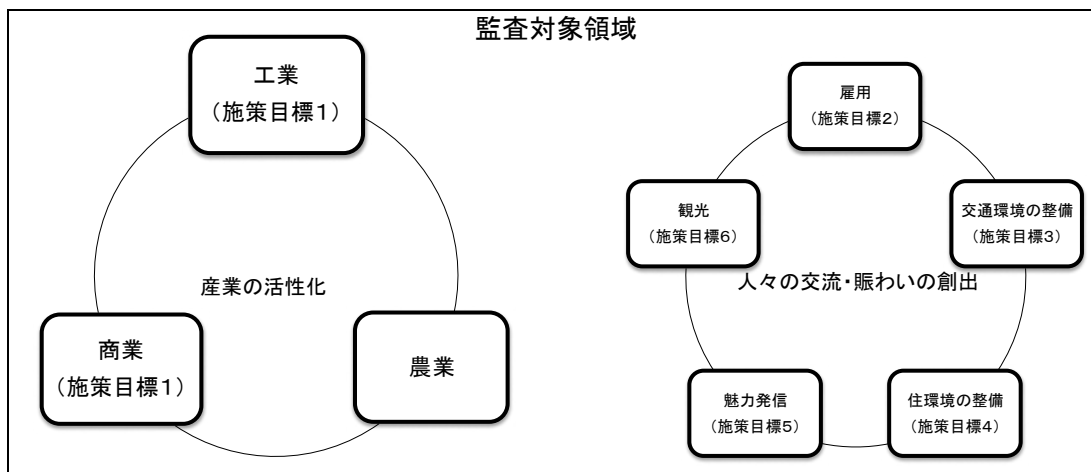 監査対象領域
工業
(施策目標1)
産業の活性化
商業
(施策目標1)
農業
雇用
(施策目標2)
観光
(施策目標6)
交通環境の整備
(施策目標3)
人々の交流・賑わいの創出
魅力発信
(施策目標5)
住環境の整備
(施策目標4)